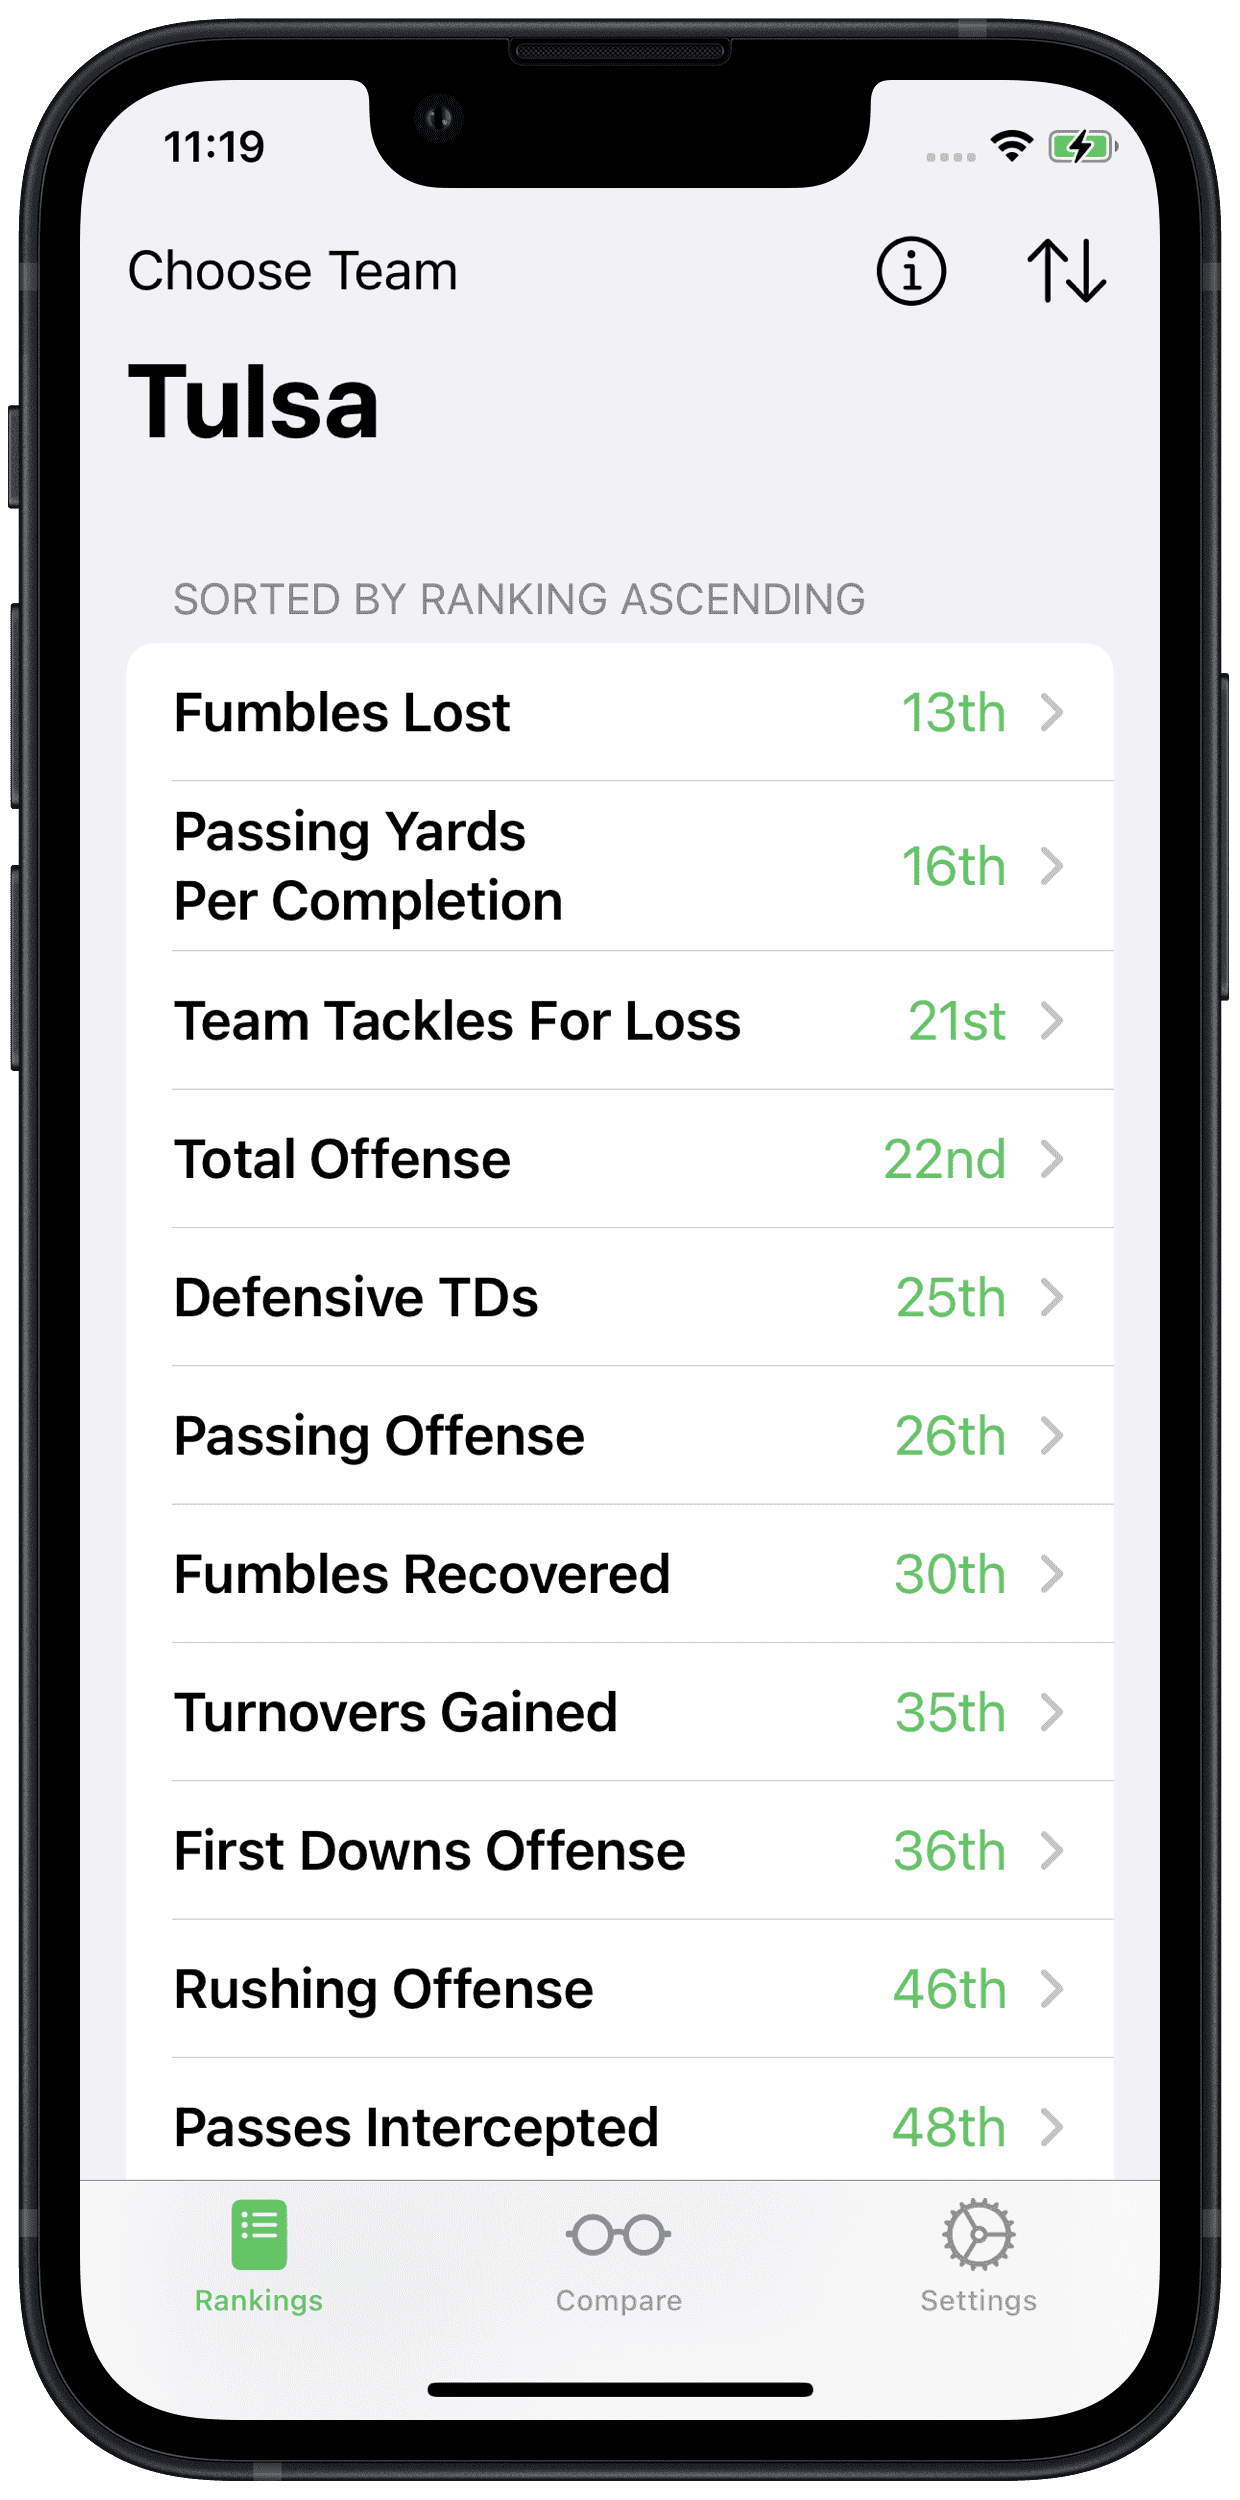 11:19
Choose Team
Tulsa
SORTED BY RANKING ASCENDING
Fumbles Lost 13th
Passing Yards
Per Completion 16th
Team Tackles For Loss 21st
Total Offense 22nd
Defensive TDs 25th
Passing Offense 26th
Fumbles Recovered 30th
Turnovers Gained 35th
First Downs Offense 36th
Rushing Offense 46th
Passes Intercepted 48th
Rankings Compare Settings